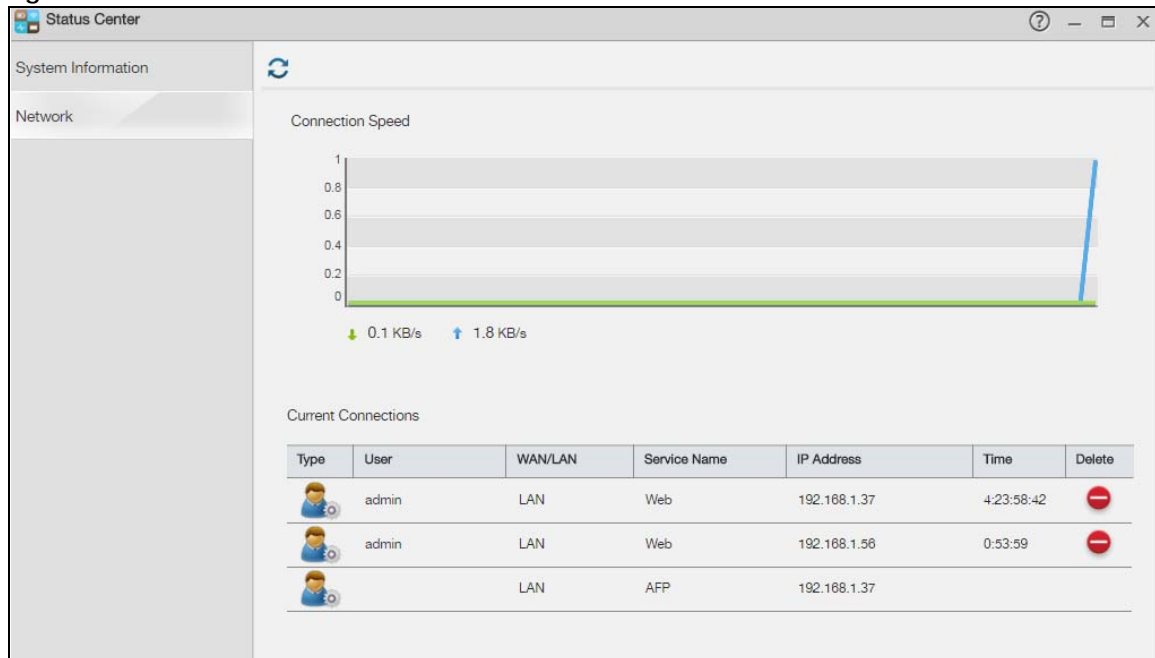 Status Center
System Information
Network
Connection Speed
1
0.8
0.6
0.4
0.2
0
0.1 KB/s 1.8 KB/s
Current Connections
Type User WAN/LAN Service Name IP Address Time Delete
admin LAN Web 192.168.1.37 4:23:58:42
admin LAN Web 192.168.1.56 0:53:59
LAN AFP 192.168.1.37